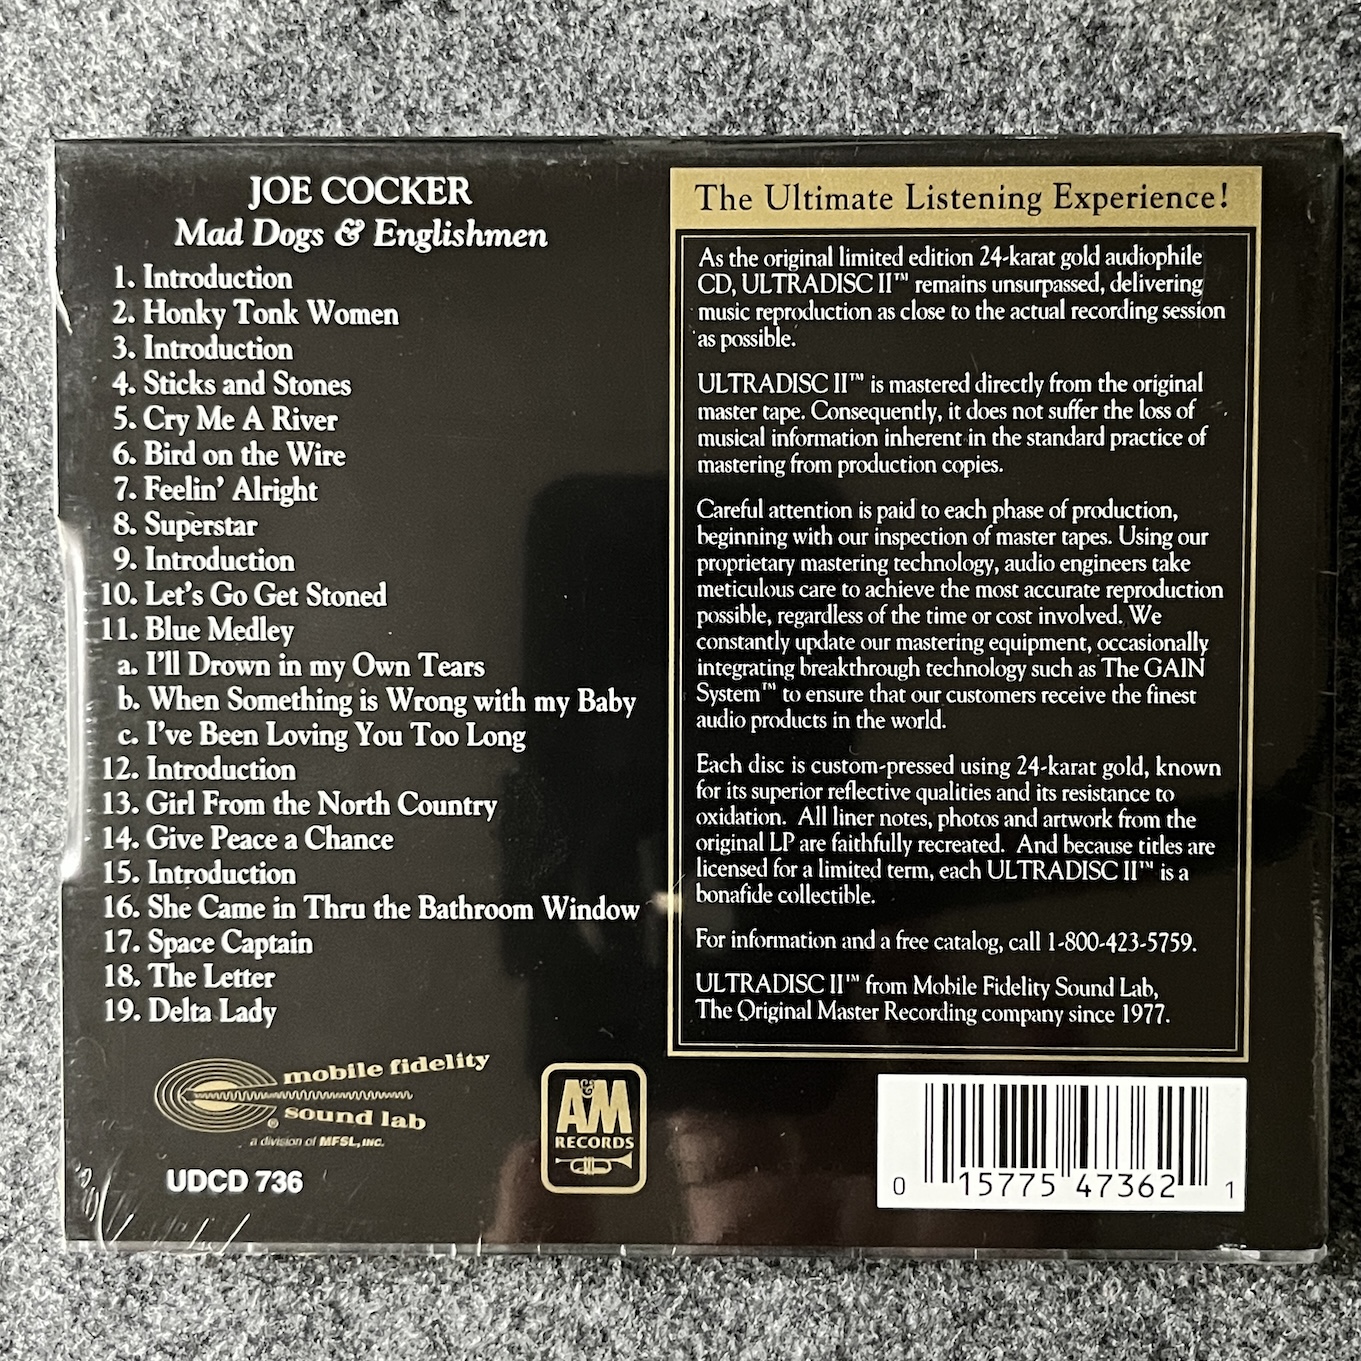 JOE COCKER
Mad Dogs & Englishmen
1. Introduction
2. Honky Tonk Women
3. Introduction
4. Sticks and Stones
5. Cry Me A River
6. Bird on the Wire
7. Feelin' Alright
8. Superstar
9. Introduction
10. Let's Go Get Stoned
11. Blue Medley
a. I'll Drown in my Own Tears
b. When Something is Wrong with my Baby
c. I've Been Loving You Too Long
12. Introduction
13. Girl From the North Country
14. Give Peace a Chance
15. Introduction
16. She Came in Thru the Bathroom Window
17. Space Captain
18. The Letter
19. Delta Lady
mobile fidelity
sound lab
®
a division of MFSL, INC.
UDCD 736
A&M
RECORDS
The Ultimate Listening Experience!
As the original limited edition 24-karat gold audiophile
CD, ULTRADISC II™ remains unsurpassed, delivering
music reproduction as close to the actual recording session
as possible.
ULTRADISC II™ is mastered directly from the original
master tape. Consequently, it does not suffer the loss of
musical information inherent in the standard practice of
mastering from production copies.
Careful attention is paid to each phase of production,
beginning with our inspection of master tapes. Using our
proprietary mastering technology, audio engineers take
meticulous care to achieve the most accurate reproduction
possible, regardless of the time or cost involved. We
constantly update our mastering equipment, occasionally
integrating breakthrough technology such as The GAIN
System™ to ensure that our customers receive the finest
audio products in the world.
Each disc is custom-pressed using 24-karat gold, known
for its superior reflective qualities and its resistance to
oxidation. All liner notes, photos and artwork from the
original LP are faithfully recreated. And because titles are
licensed for a limited term, each ULTRADISC II™ is a
bonafide collectible.
For information and a free catalog, call 1-800-423-5759.
ULTRADISC II™ from Mobile Fidelity Sound Lab,
The Original Master Recording company since 1977.
0 15775 47362 1